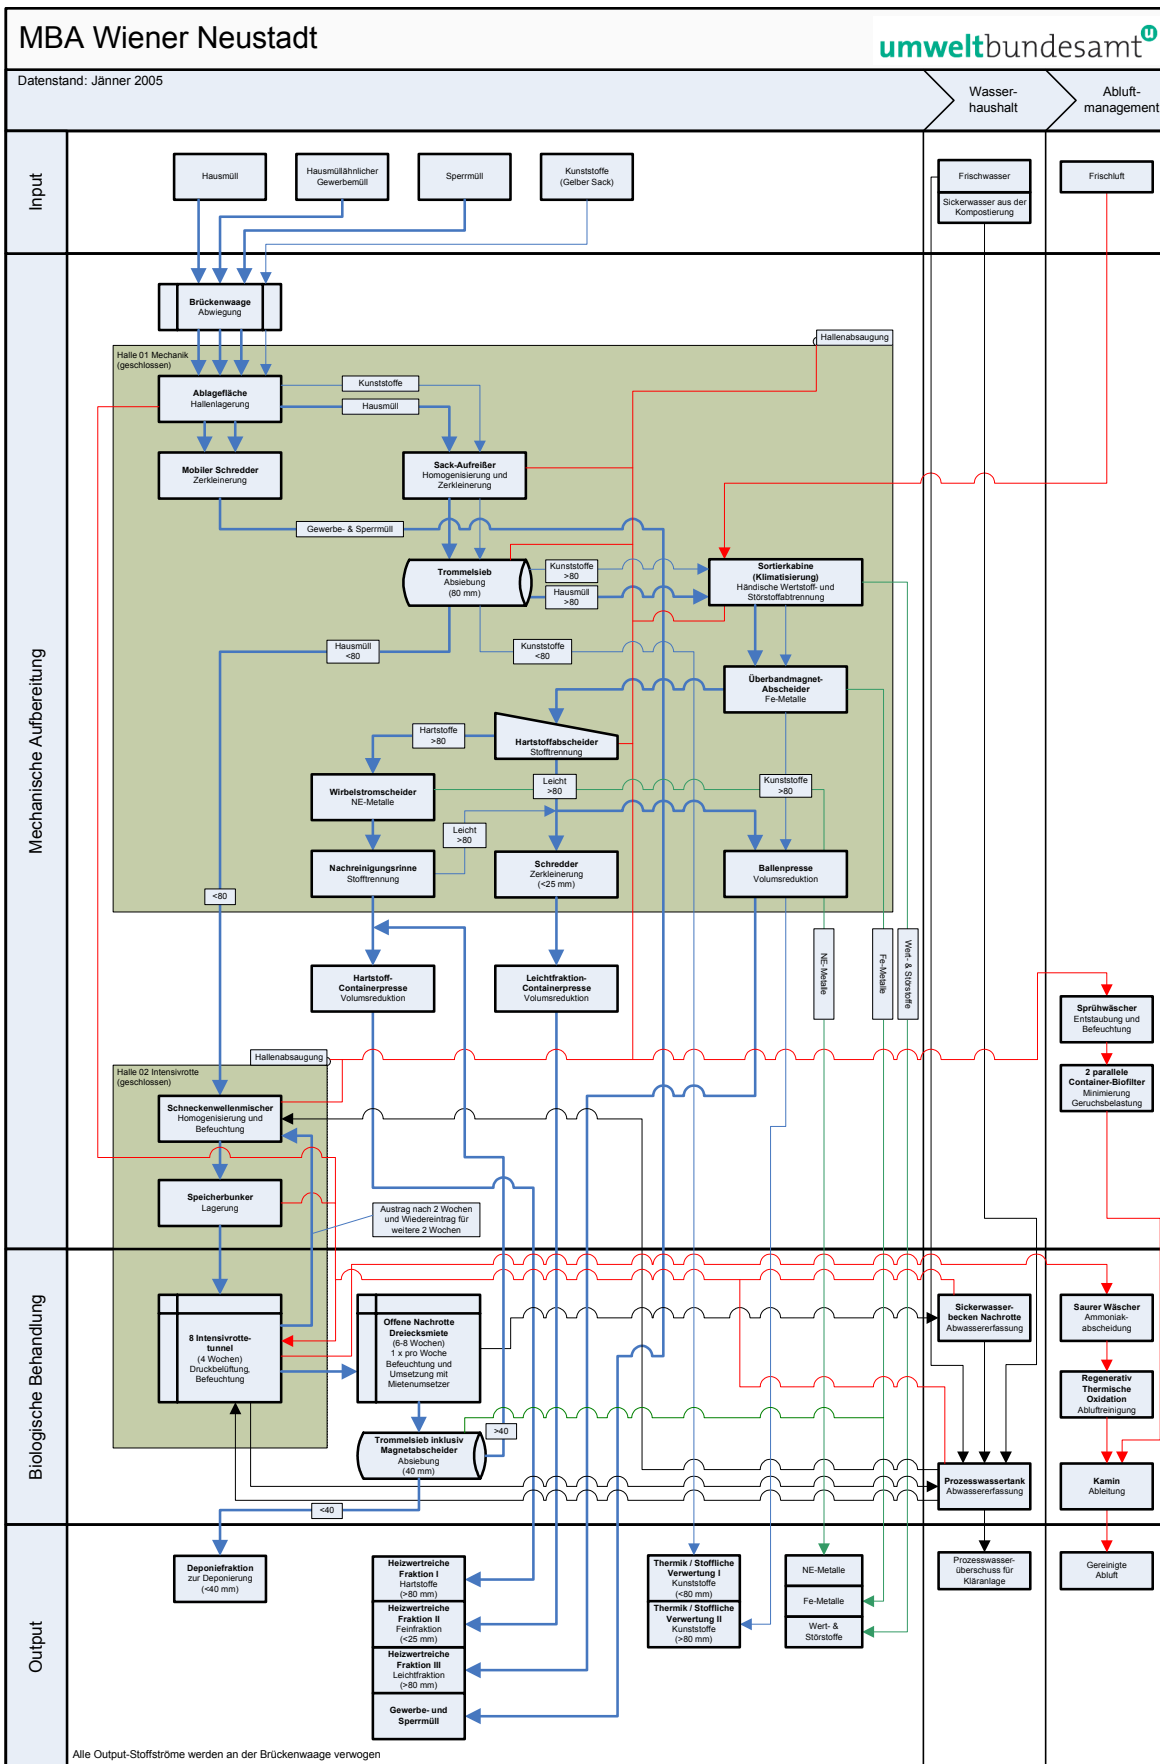 MBA Wiener Neustadt
umweltbundesamt
u
Datenstand: Jänner 2005
Wasser-
haushalt
Abluft-
management
Input
Hausmüll
Hausmüllähnlicher
Gewerbemüll
Sperrmüll
Kunststoffe
(Gelber Sack)
Frischwasser
Sickerwasser aus der
Kompostierung
Frischluft
Mechanische Aufbereitung
Brückenwaage
Abwiegung
Hallenabsaugung
Halle 01 Mechanik
(geschlossen)
Ablagefläche
Hallenlagerung
Kunststoffe
Hausmüll
Mobiler Schredder
Zerkleinerung
Sack-Aufreißer
Homogenisierung und
Zerkleinerung
Gewerbe- & Sperrmüll
Trommelsieb
Absiebung
(80 mm)
Kunststoffe
>80
Hausmüll
>80
Sortierkabine
(Klimatisierung)
Händische Wertstoff- und
Störstoffabtrennung
Hausmüll
<80
Kunststoffe
<80
Überbandmagnet-
Abscheider
Fe-Metalle
Hartstoffe
>80
Hartstoffabscheider
Stofftrennung
Wirbelstromscheider
NE-Metalle
Leicht
>80
Kunststoffe
>80
Leicht
>80
Nachreinigungsrinne
Stofftrennung
Schredder
Zerkleinerung
(<25 mm)
Ballenpresse
Volumsreduktion
<80
NE-Metalle
Fe-Metalle
Wert- & Störstoffe
Hartstoff-
Containerpresse
Volumsreduktion
Leichtfraktion-
Containerpresse
Volumsreduktion
Sprühwäscher
Entstaubung und
Befeuchtung
Hallenabsaugung
Halle 02 Intensivrotte
(geschlossen)
2 parallele
Container-Biofilter
Minimierung
Geruchsbelastung
Schneckenwellenmischer
Homogenisierung und
Befeuchtung
Speicherbunker
Lagerung
Austrag nach 2 Wochen
und Wiedereintrag für
weitere 2 Wochen
Biologische Behandlung
8 Intensivrotte-
tunnel
(4 Wochen)
Druckbelüftung,
Befeuchtung
Offene Nachrotte
Dreiecksmiete
(6-8 Wochen)
1 x pro Woche
Befeuchtung und
Umsetzung mit
Mietenumsetzer
Sickerwasser-
becken Nachrotte
Abwassererfassung
Saurer Wäscher
Ammoniak-
abscheidung
Regenerativ
Thermische
Oxidation
Abluftreinigung
>40
Trommelsieb inklusiv
Magnetabscheider
Absiebung
(40 mm)
Prozesswassertank
Abwassererfassung
Kamin
Ableitung
<40
Output
Deponiefraktion
zur Deponierung
(<40 mm)
Heizwertreiche
Fraktion I
Hartstoffe
(>80 mm)
Heizwertreiche
Fraktion II
Feinfraktion
(<25 mm)
Heizwertreiche
Fraktion III
Leichtfraktion
(>80 mm)
Gewerbe- und
Sperrmüll
Thermik / Stoffliche
Verwertung I
Kunststoffe
(<80 mm)
Thermik / Stoffliche
Verwertung II
Kunststoffe
(>80 mm)
NE-Metalle
Fe-Metalle
Wert- &
Störstoffe
Prozesswasser-
überschuss für
Kläranlage
Gereinigte
Abluft
Alle Output-Stoffströme werden an der Brückenwaage verwogen